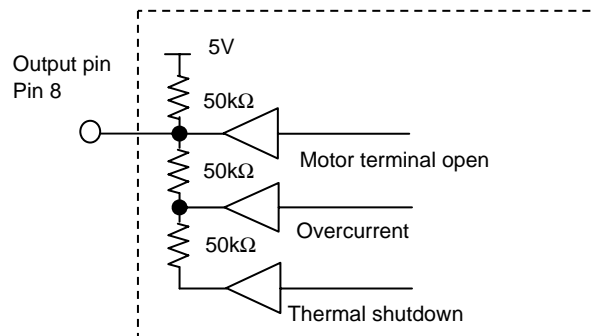 5V
Output pin
Pin 8
50kΩ
Motor terminal open
50kΩ
Overcurrent
50kΩ
Thermal shutdown